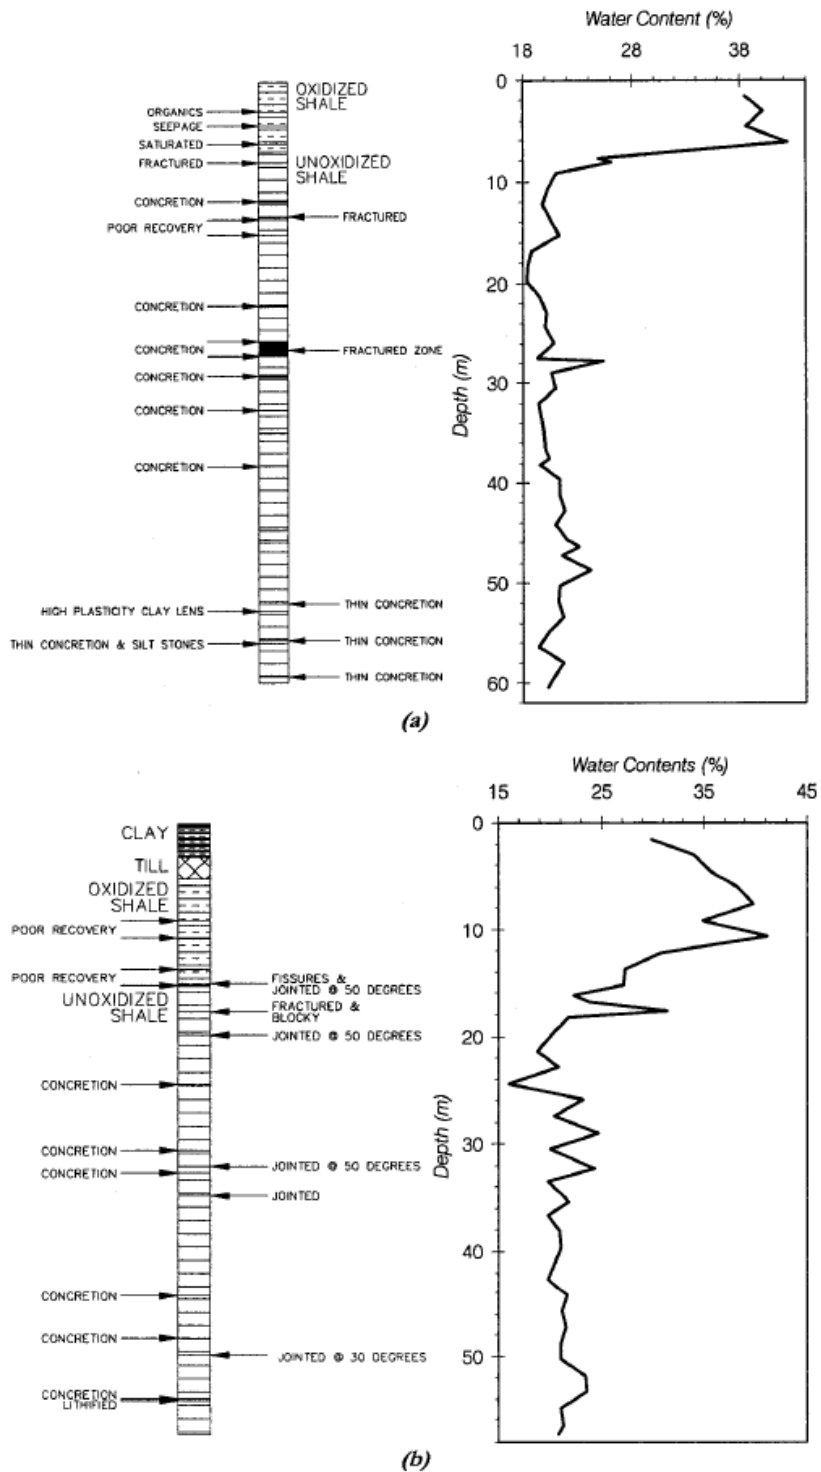 Water Content (%)
18 28 38
OXIDIZED
SHALE
ORGANICS
SEEPAGE
SATURATED
FRACTURED
UNOXIDIZED
SHALE
CONCRETION
FRACTURED
POOR RECOVERY
CONCRETION
CONCRETION
FRACTURED ZONE
CONCRETION
CONCRETION
CONCRETION
THIN CONCRETION
HIGH PLASTICITY CLAY LENS
THIN CONCRETION
THIN CONCRETION & SILT STONES
THIN CONCRETION
0
10
20
30
40
50
60
Depth (m)
(a)
Water Contents (%)
15 25 35 45
CLAY
TILL
OXIDIZED
SHALE
POOR RECOVERY
POOR RECOVERY
FISSURES &
JOINTED @ 50 DEGREES
UNOXIDIZED
SHALE
FRACTURED &
BLOCKY
JOINTED @ 50 DEGREES
CONCRETION
CONCRETION
JOINTED @ 50 DEGREES
CONCRETION
JOINTED
CONCRETION
CONCRETION
JOINTED @ 30 DEGREES
CONCRETION
LITHIFIED
0
10
20
30
40
50
Depth (m)
(b)